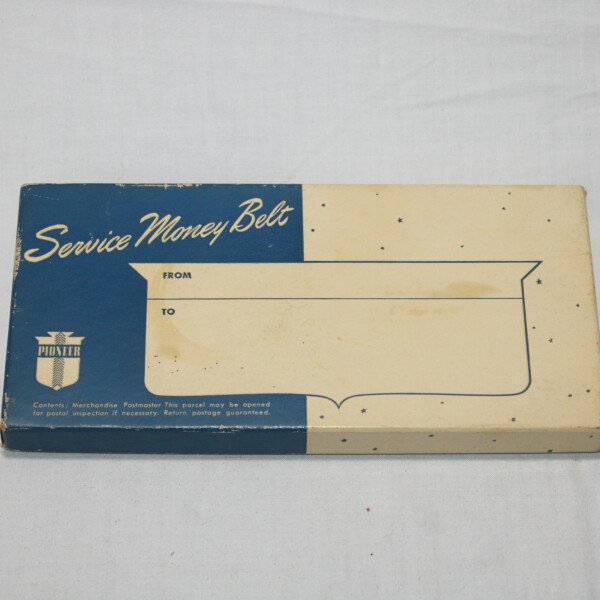 Service Money Belt
FROM
TO
PIONEER
Contents; Merchandise Postmaster This parcel may be opened
for postal inspection if necessary. Return postage guaranteed.